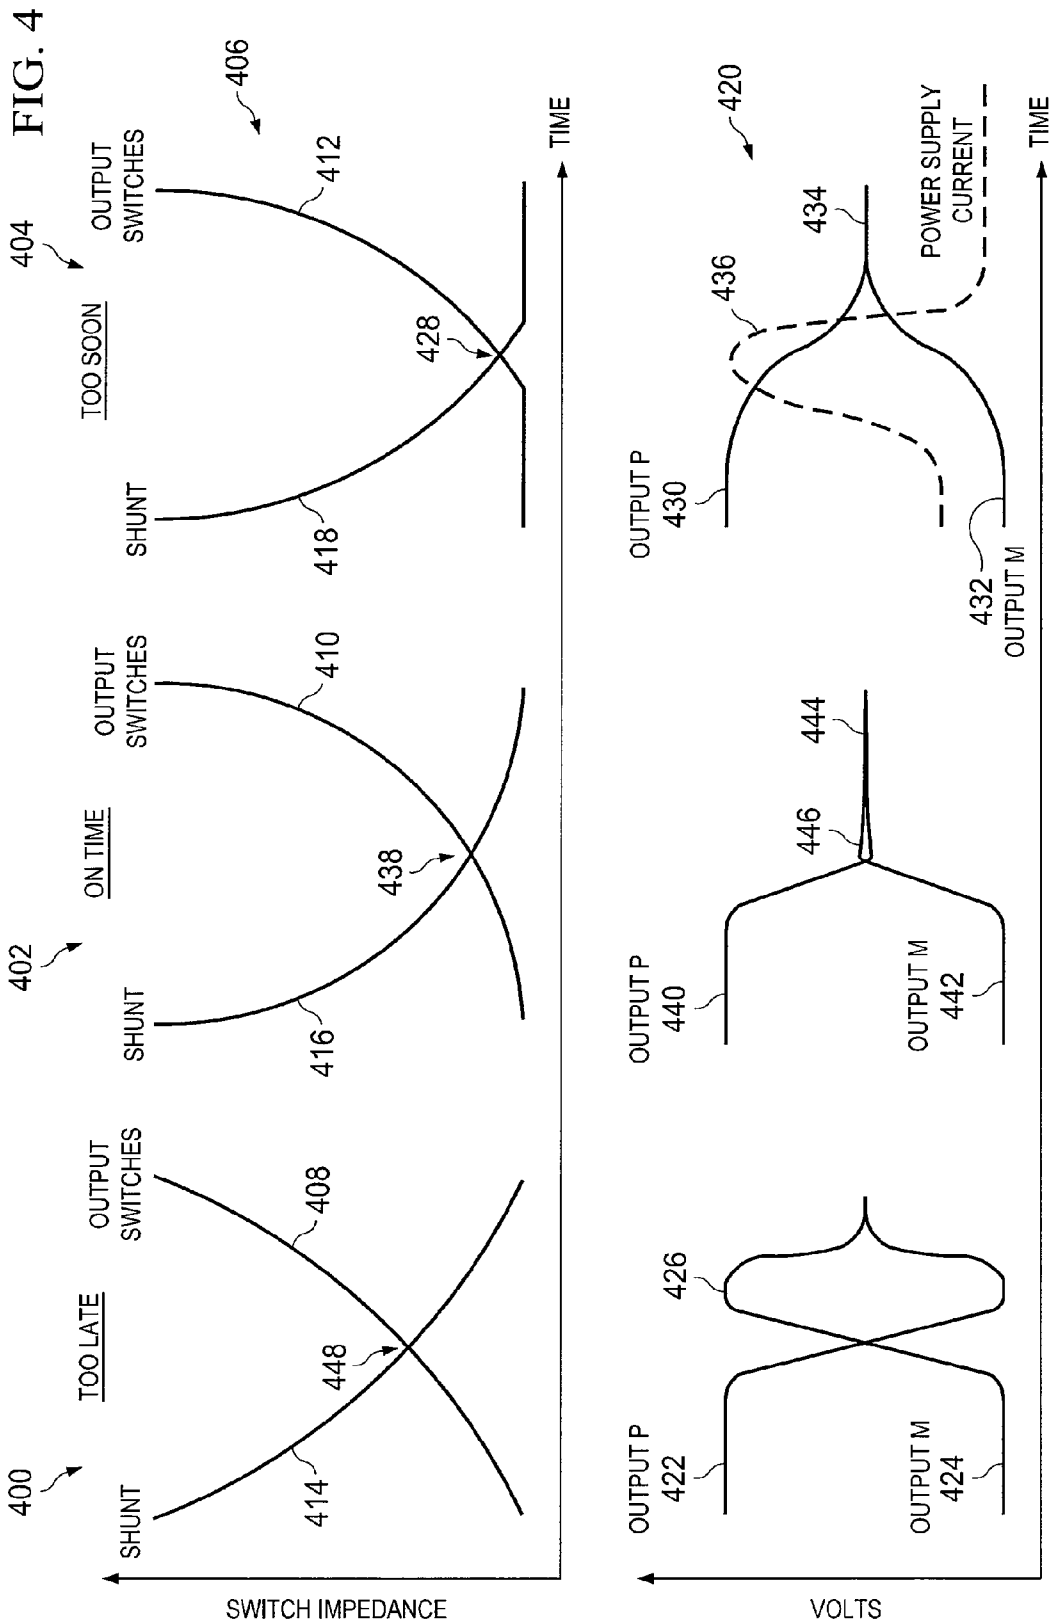 FIG. 4
400
TOO LATE
402
ON TIME
404
TOO SOON
406
SHUNT
OUTPUT
SWITCHES
SHUNT
OUTPUT
SWITCHES
SHUNT
OUTPUT
SWITCHES
414
408
416
410
418
412
448
438
428
SWITCH IMPEDANCE
TIME
OUTPUT P
422
426
OUTPUT P
440
446
444
OUTPUT P
430
436
434
420
POWER SUPPLY
CURRENT
OUTPUT M
424
OUTPUT M
442
432
OUTPUT M
VOLTS
TIME